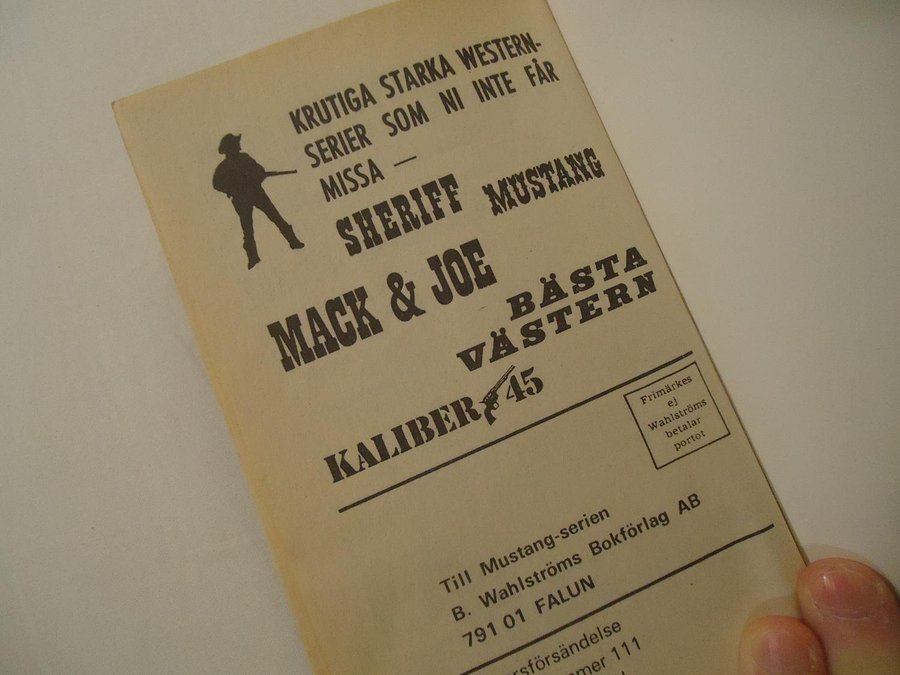 KRUTIGA STARKA WESTERN-
SERIER SOM NI INTE FÅR
MISSA —
SHERIFF MUSTANG
MACK & JOE
BÄSTA
VÄSTERN
KALIBER 45
Frimärkes
ej
Wahlströms
betalar
portot
Till Mustang-serien
B. Wahlströms Bokförlag AB
791 01 FALUN
111